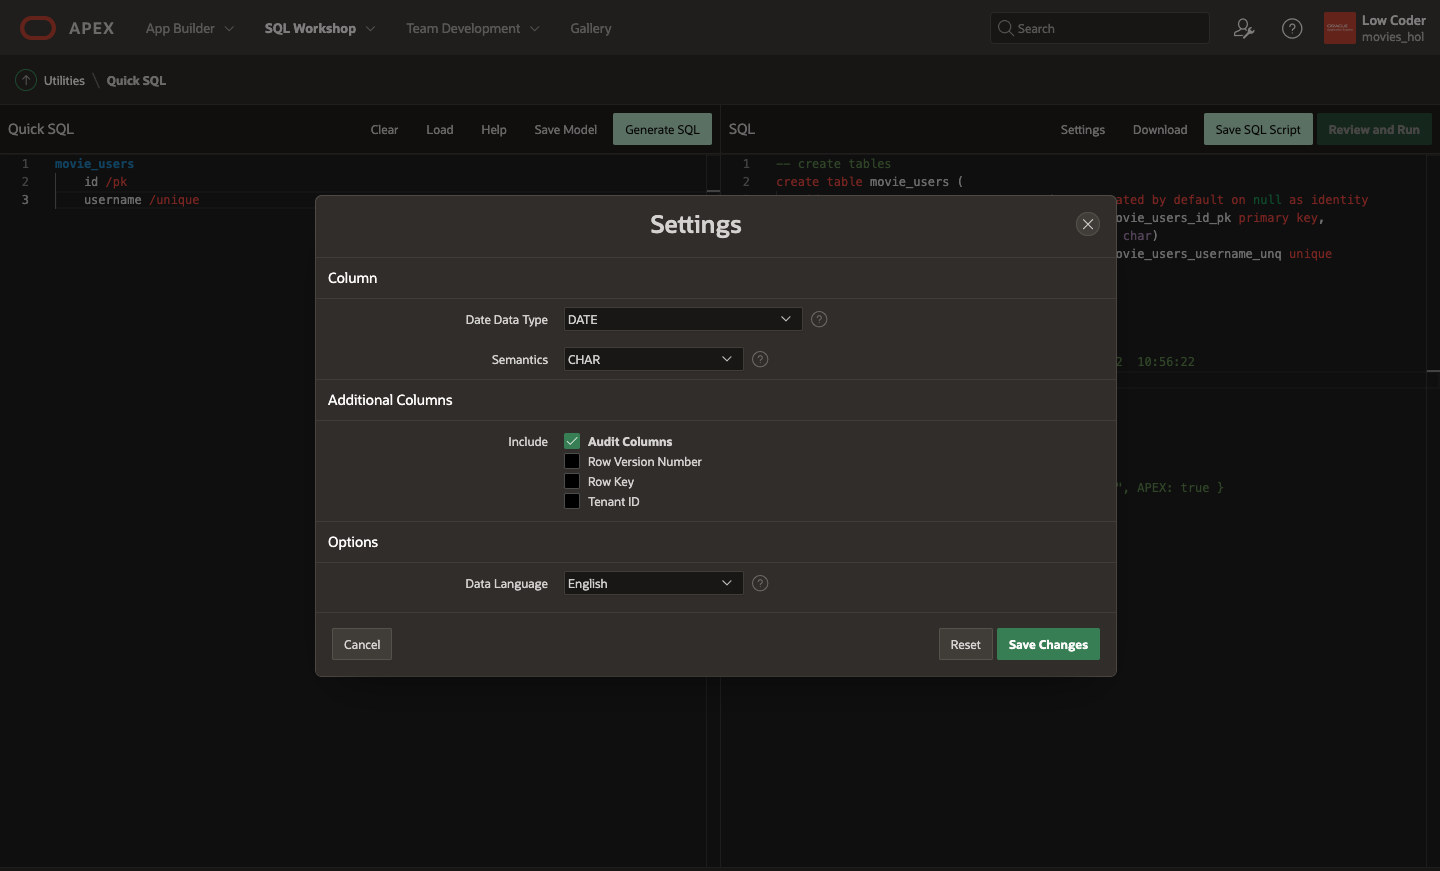 APEX App Builder SQL Workshop Team Development Gallery Search Low Coder
movies_hol
Utilities \ Quick SQL
Quick SQL Clear Load Help Save Model Generate SQL SQL Settings Download Save SQL Script Review and Run
1 movie_users
2 id /pk
3 username /unique
1 -- create tables
2 create table movie_users (
ated by default on null as identity
ovie_users_id_pk primary key,
char)
ovie_users_username_unq unique
2 10:56:22
", APEX: true }
Settings
Column
Date Data Type DATE
Semantics CHAR
Additional Columns
Include Audit Columns
Row Version Number
Row Key
Tenant ID
Options
Data Language English
Cancel Reset Save Changes